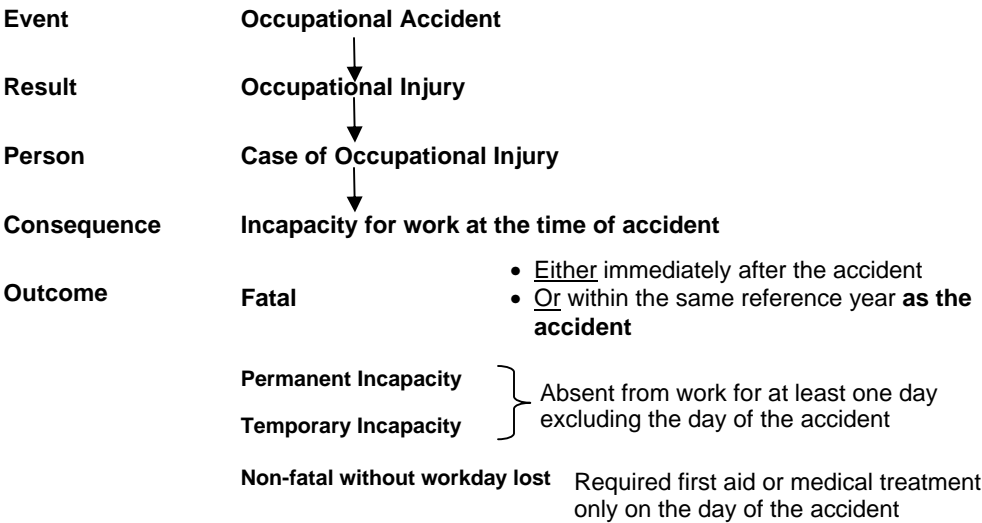 Event Occupational Accident
Result Occupational Injury
Person Case of Occupational Injury
Consequence Incapacity for work at the time of accident
Outcome Fatal
• Either immediately after the accident
• Or within the same reference year as the
accident
Permanent Incapacity
Temporary Incapacity
Absent from work for at least one day
excluding the day of the accident
Non-fatal without workday lost
Required first aid or medical treatment
only on the day of the accident